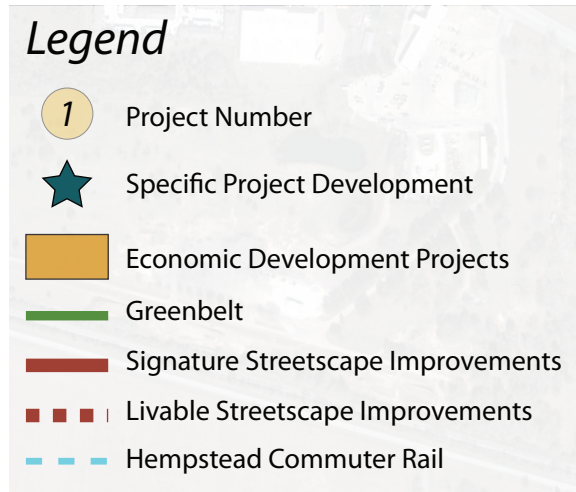 Legend
1 Project Number
Specific Project Development
Economic Development Projects
Greenbelt
Signature Streetscape Improvements
Livable Streetscape Improvements
Hempstead Commuter Rail